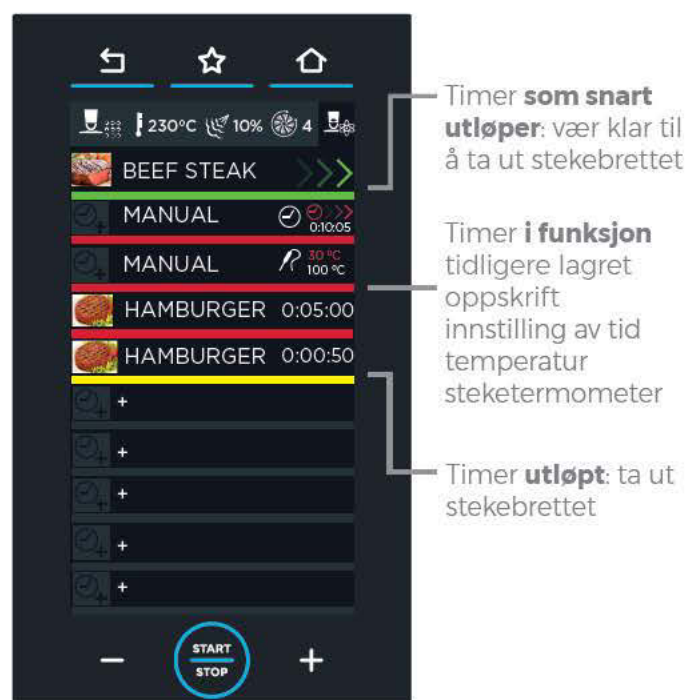 230°C 10% 4
BEEF STEAK
MANUAL 0:10:05
MANUAL 30 °C
100 °C
HAMBURGER 0:05:00
HAMBURGER 0:00:50
+
+
+
+
+
− START +
STOP
Timer som snart
utløper: vær klar til
å ta ut stekebrettet
Timer i funksjon
tidligere lagret
oppskrift
innstilling av tid
temperatur
steketermometer
Timer utløpt: ta ut
stekebrettet